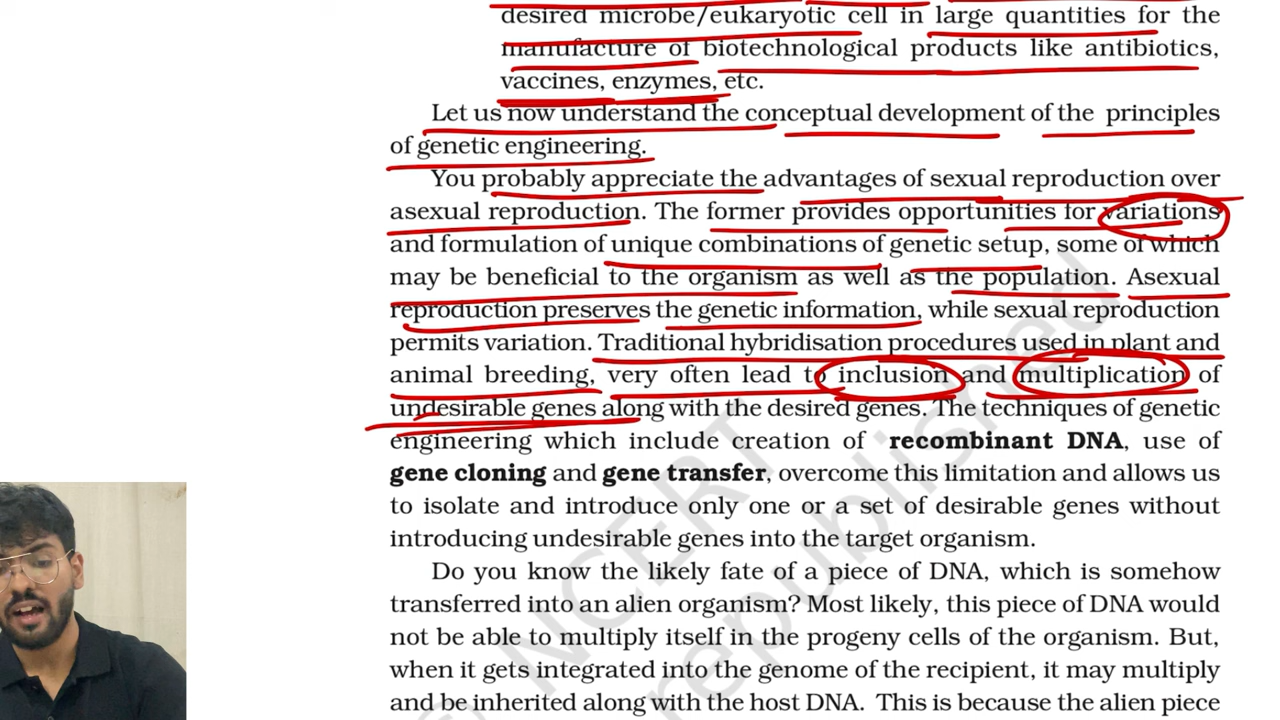 desired microbe/eukaryotic cell in large quantities for the
manufacture of biotechnological products like antibiotics,
vaccines, enzymes, etc.
Let us now understand the conceptual development of the principles
of genetic engineering.
You probably appreciate the advantages of sexual reproduction over
asexual reproduction. The former provides opportunities for variations
and formulation of unique combinations of genetic setup, some of which
may be beneficial to the organism as well as the population. Asexual
reproduction preserves the genetic information, while sexual reproduction
permits variation. Traditional hybridisation procedures used in plant and
animal breeding, very often lead to inclusion and multiplication of
undesirable genes along with the desired genes. The techniques of genetic
engineering which include creation of recombinant DNA, use of
gene cloning and gene transfer, overcome this limitation and allows us
to isolate and introduce only one or a set of desirable genes without
introducing undesirable genes into the target organism.
Do you know the likely fate of a piece of DNA, which is somehow
transferred into an alien organism? Most likely, this piece of DNA would
not be able to multiply itself in the progeny cells of the organism. But,
when it gets integrated into the genome of the recipient, it may multiply
and be inherited along with the host DNA. This is because the alien piece
© NCERT
republished